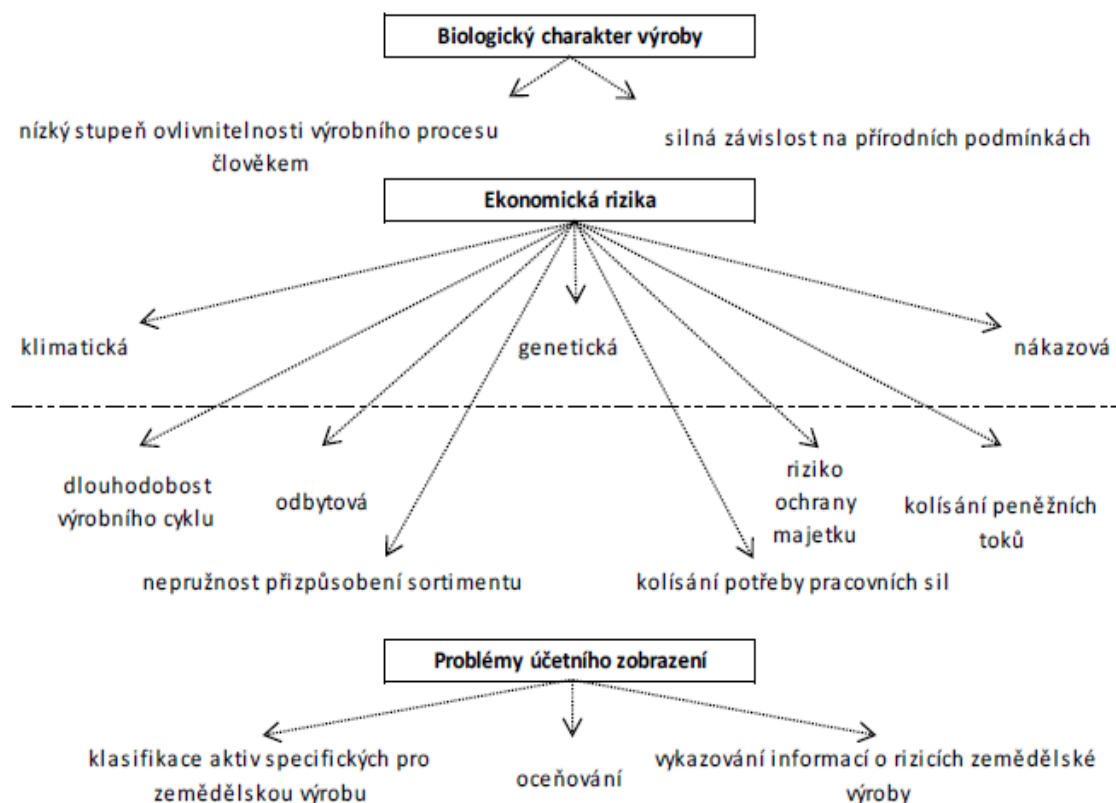 Biologický charakter výroby
nízký stupeň ovlivnitelnosti výrobního procesu
člověkem
silná závislost na přírodních podmínkách
Ekonomická rizika
klimatická
genetická
nákazová
dlouhodobost
výrobního cyklu
odbytová
riziko
ochrany
majetku
kolísání peněžních
toků
nepružnost přizpůsobení sortimentu
kolísání potřeby pracovních sil
Problémy účetního zobrazení
klasifikace aktiv specifických pro
zemědělskou výrobu
oceňování
vykazování informací o rizicích zemědělské
výroby